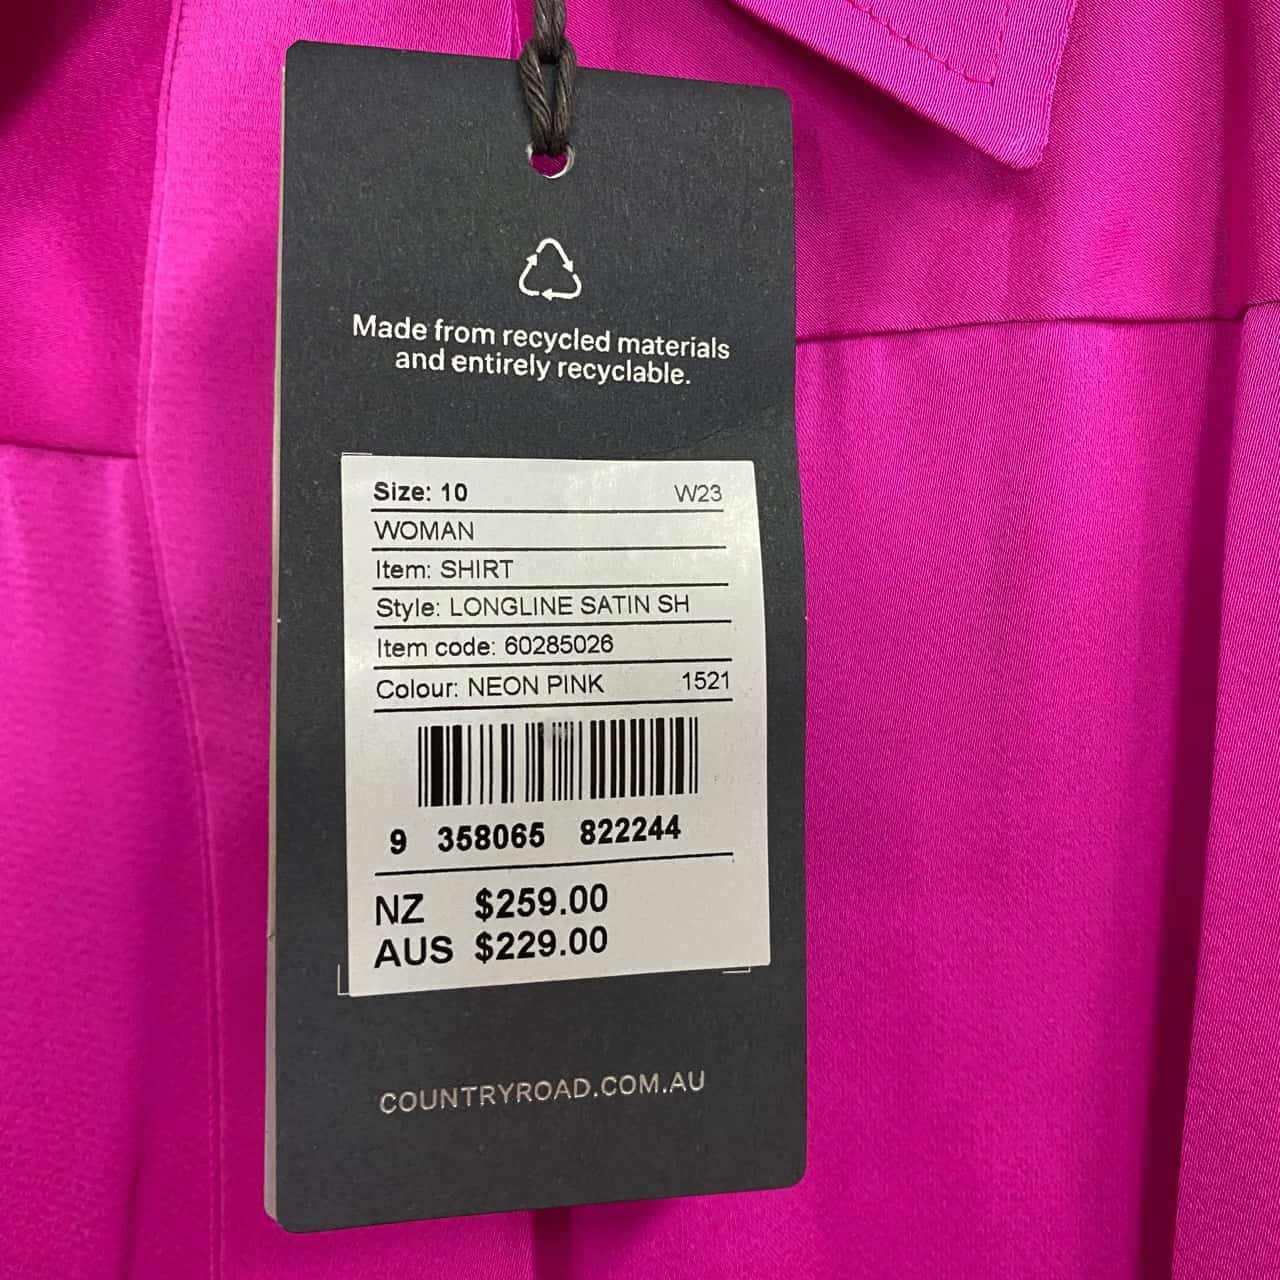 Made from recycled materials
and entirely recyclable.
Size: 10 W23
WOMAN
Item: SHIRT
Style: LONGLINE SATIN SH
Item code: 60285026
Colour: NEON PINK 1521
9 358065 822244
NZ $259.00
AUS $229.00
COUNTRYROAD.COM.AU